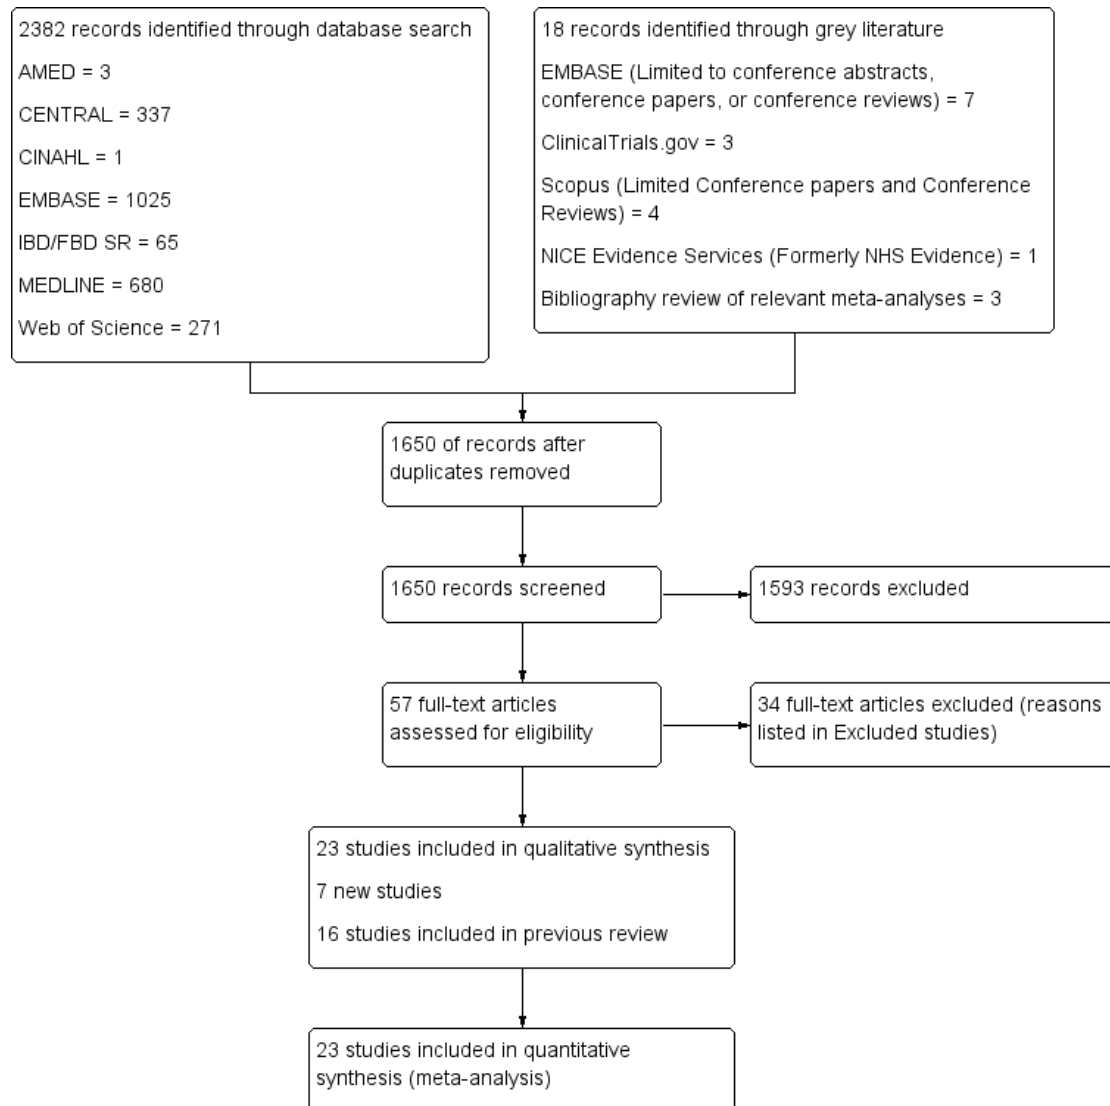 2382 records identified through database search
AMED = 3
CENTRAL = 337
CINAHL = 1
EMBASE = 1025
IBD/FBD SR = 65
MEDLINE = 680
Web of Science = 271
18 records identified through grey literature
EMBASE (Limited to conference abstracts,
conference papers, or conference reviews) = 7
ClinicalTrials.gov = 3
Scopus (Limited Conference papers and Conference
Reviews) = 4
NICE Evidence Services (Formerly NHS Evidence) = 1
Bibliography review of relevant meta-analyses = 3
1650 of records after
duplicates removed
1650 records screened
1593 records excluded
57 full-text articles
assessed for eligibility
34 full-text articles excluded (reasons
listed in Excluded studies)
23 studies included in qualitative synthesis
7 new studies
16 studies included in previous review
23 studies included in quantitative
synthesis (meta-analysis)